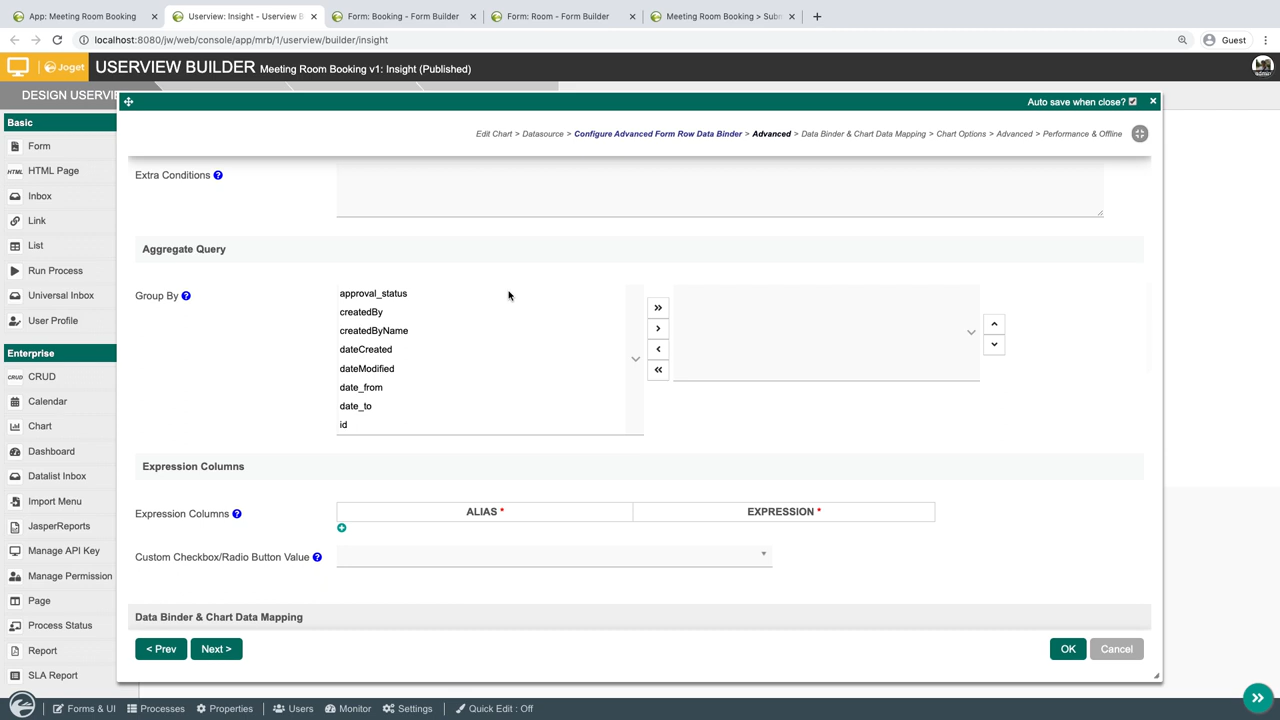 App: Meeting Room Booking
Userview: Insight - Userview B
Form: Booking - Form Builder
Form: Room - Form Builder
Meeting Room Booking > Subm
localhost:8080/jw/web/console/app/mrb/1/userview/builder/insight
Guest
Joget
USERVIEW BUILDER Meeting Room Booking v1: Insight (Published)
DESIGN USERVIE
Auto save when close?
Edit Chart > Datasource > Configure Advanced Form Row Data Binder > Advanced > Data Binder & Chart Data Mapping > Chart Options > Advanced > Performance & Offline
Basic
Form
HTML HTML Page
Inbox
Link
List
Run Process
Universal Inbox
User Profile
Enterprise
CRUD CRUD
Calendar
Chart
Dashboard
Datalist Inbox
Import Menu
JasperReports
Manage API Key
Manage Permission
Page
Process Status
Report
SLA Report
Extra Conditions ?
Aggregate Query
Group By ?
approval_status
createdBy
createdByName
dateCreated
dateModified
date_from
date_to
id
Expression Columns
Expression Columns ?
ALIAS *
EXPRESSION *
Custom Checkbox/Radio Button Value ?
Data Binder & Chart Data Mapping
< Prev
Next >
OK
Cancel
Forms & UI
Processes
Properties
Users
Monitor
Settings
Quick Edit : Off